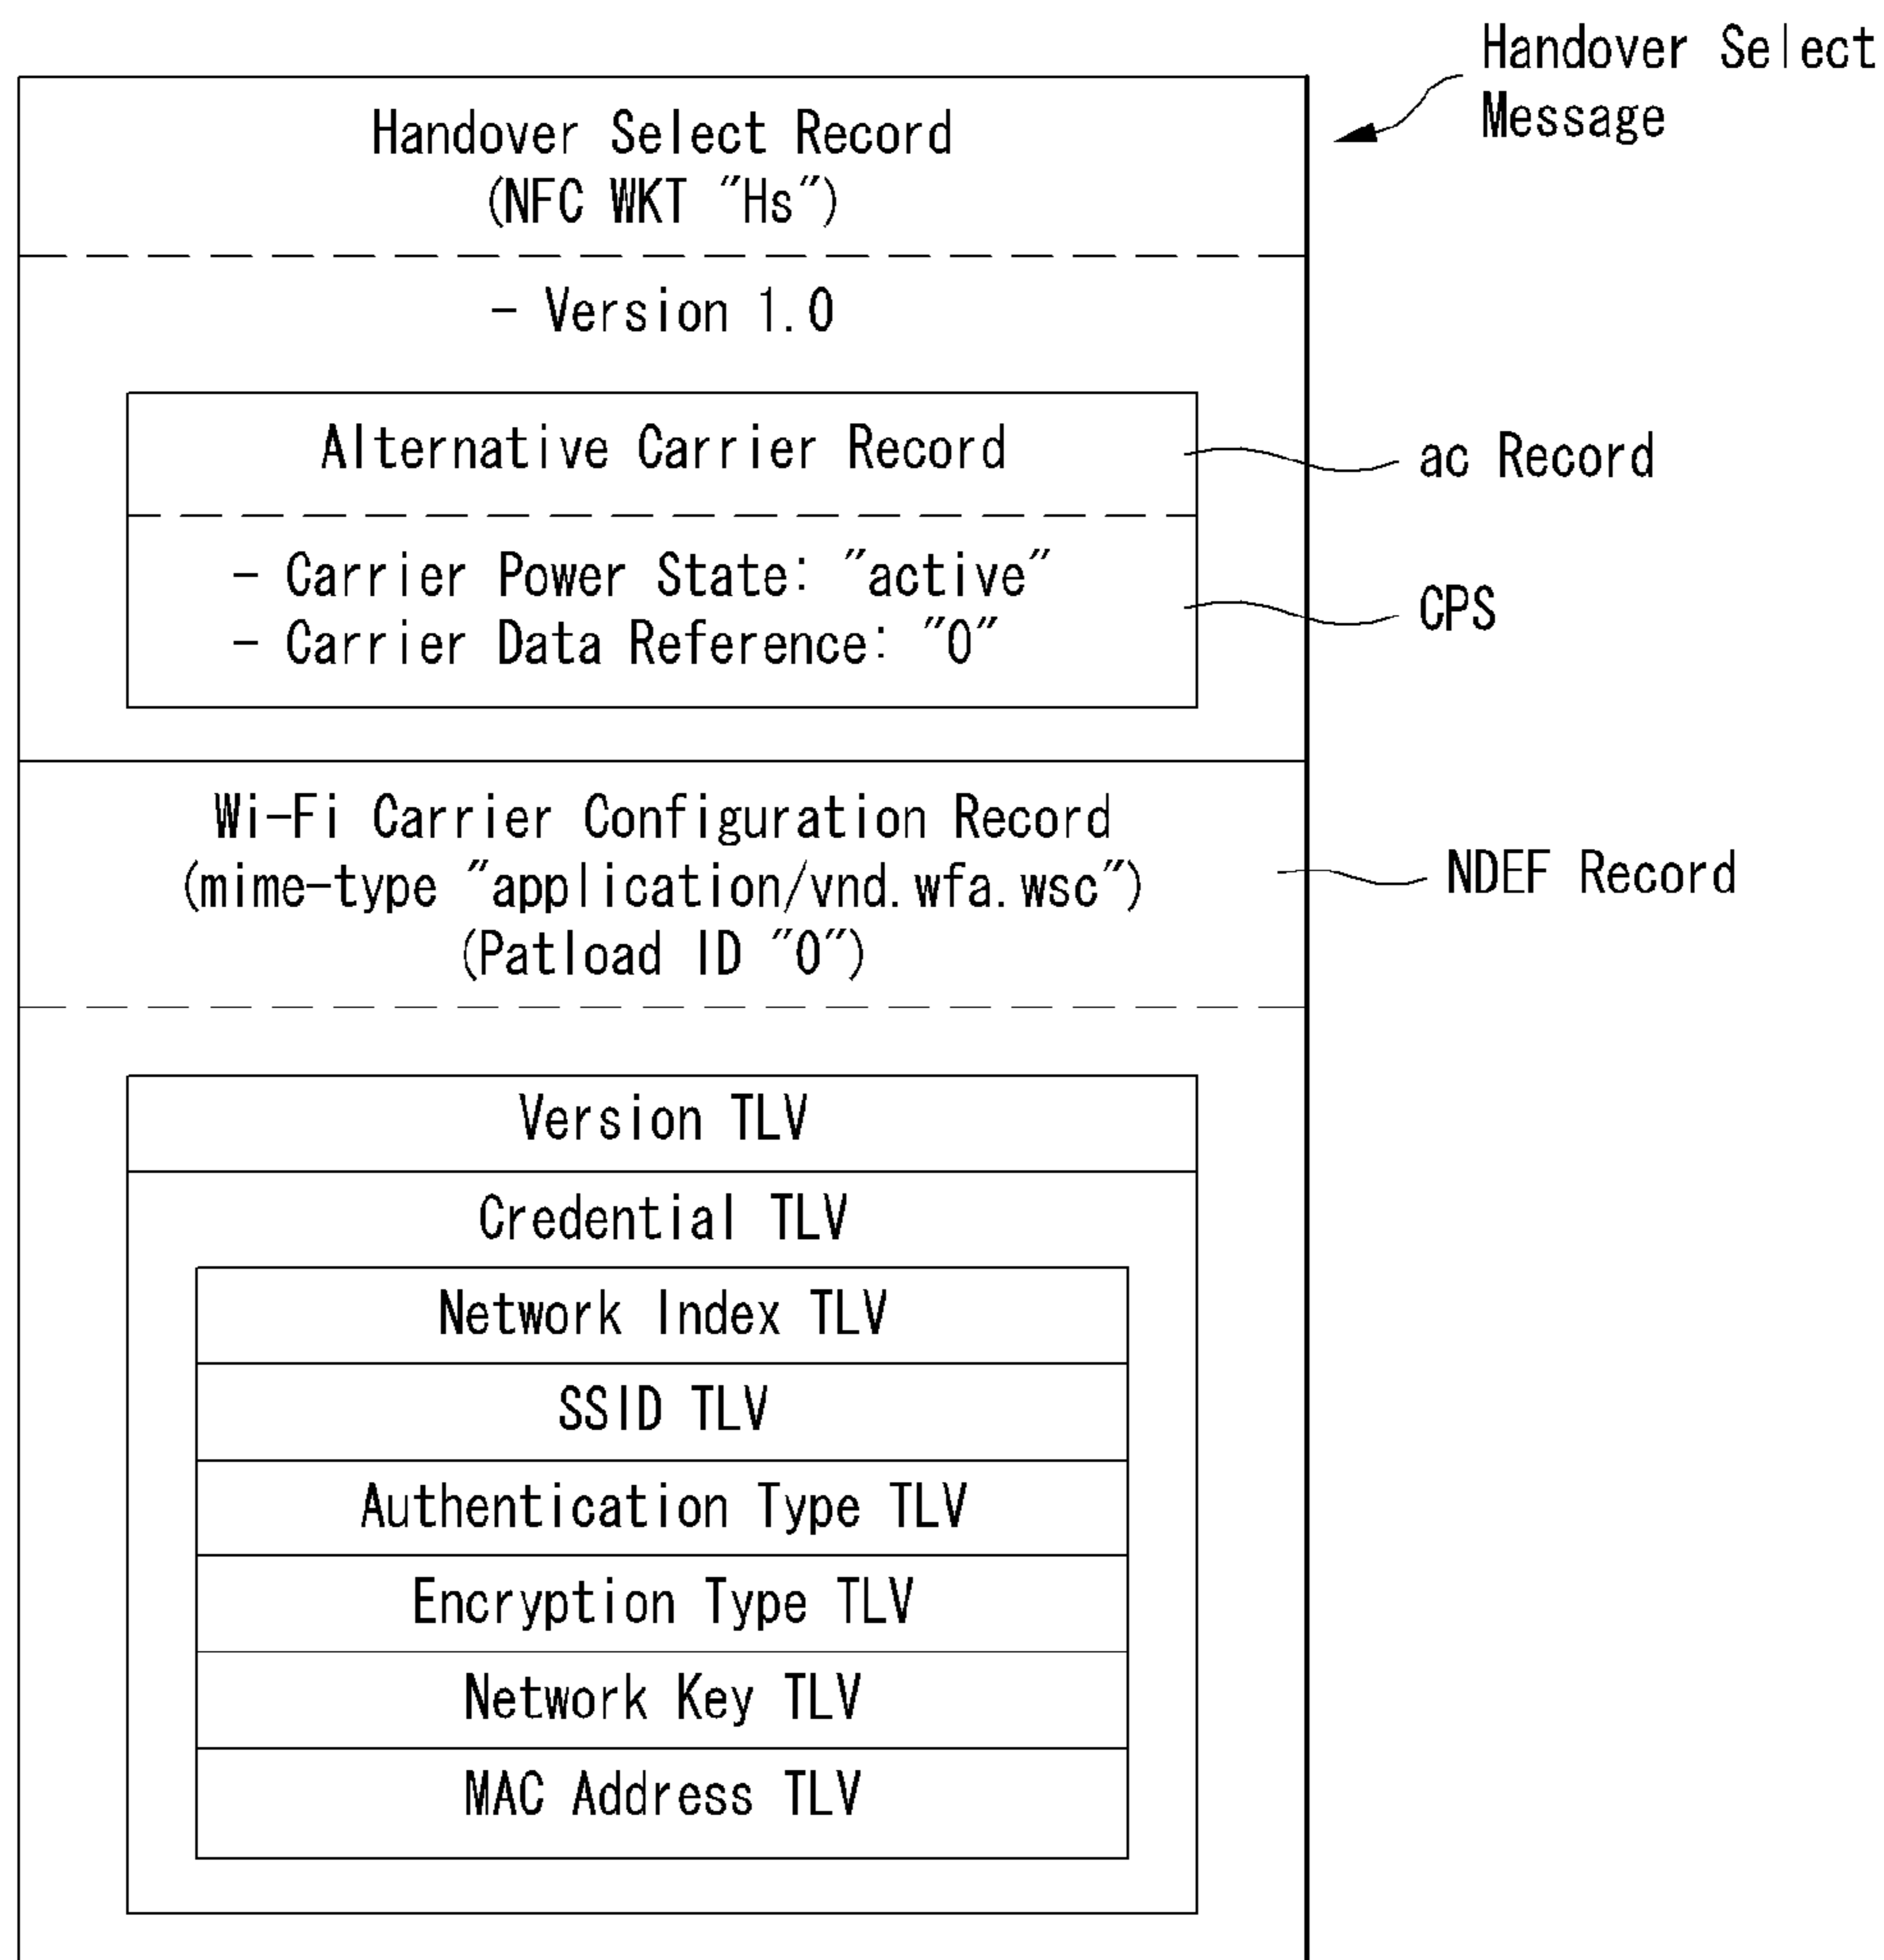 Handover Select
Message
Handover Select Record
(NFC WKT "Hs")
- Version 1.0
Alternative Carrier Record
ac Record
- Carrier Power State: "active"
- Carrier Data Reference: "0"
CPS
Wi-Fi Carrier Configuration Record
(mime-type "application/vnd.wfa.wsc")
(Patload ID "0")
NDEF Record
Version TLV
Credential TLV
Network Index TLV
SSID TLV
Authentication Type TLV
Encryption Type TLV
Network Key TLV
MAC Address TLV